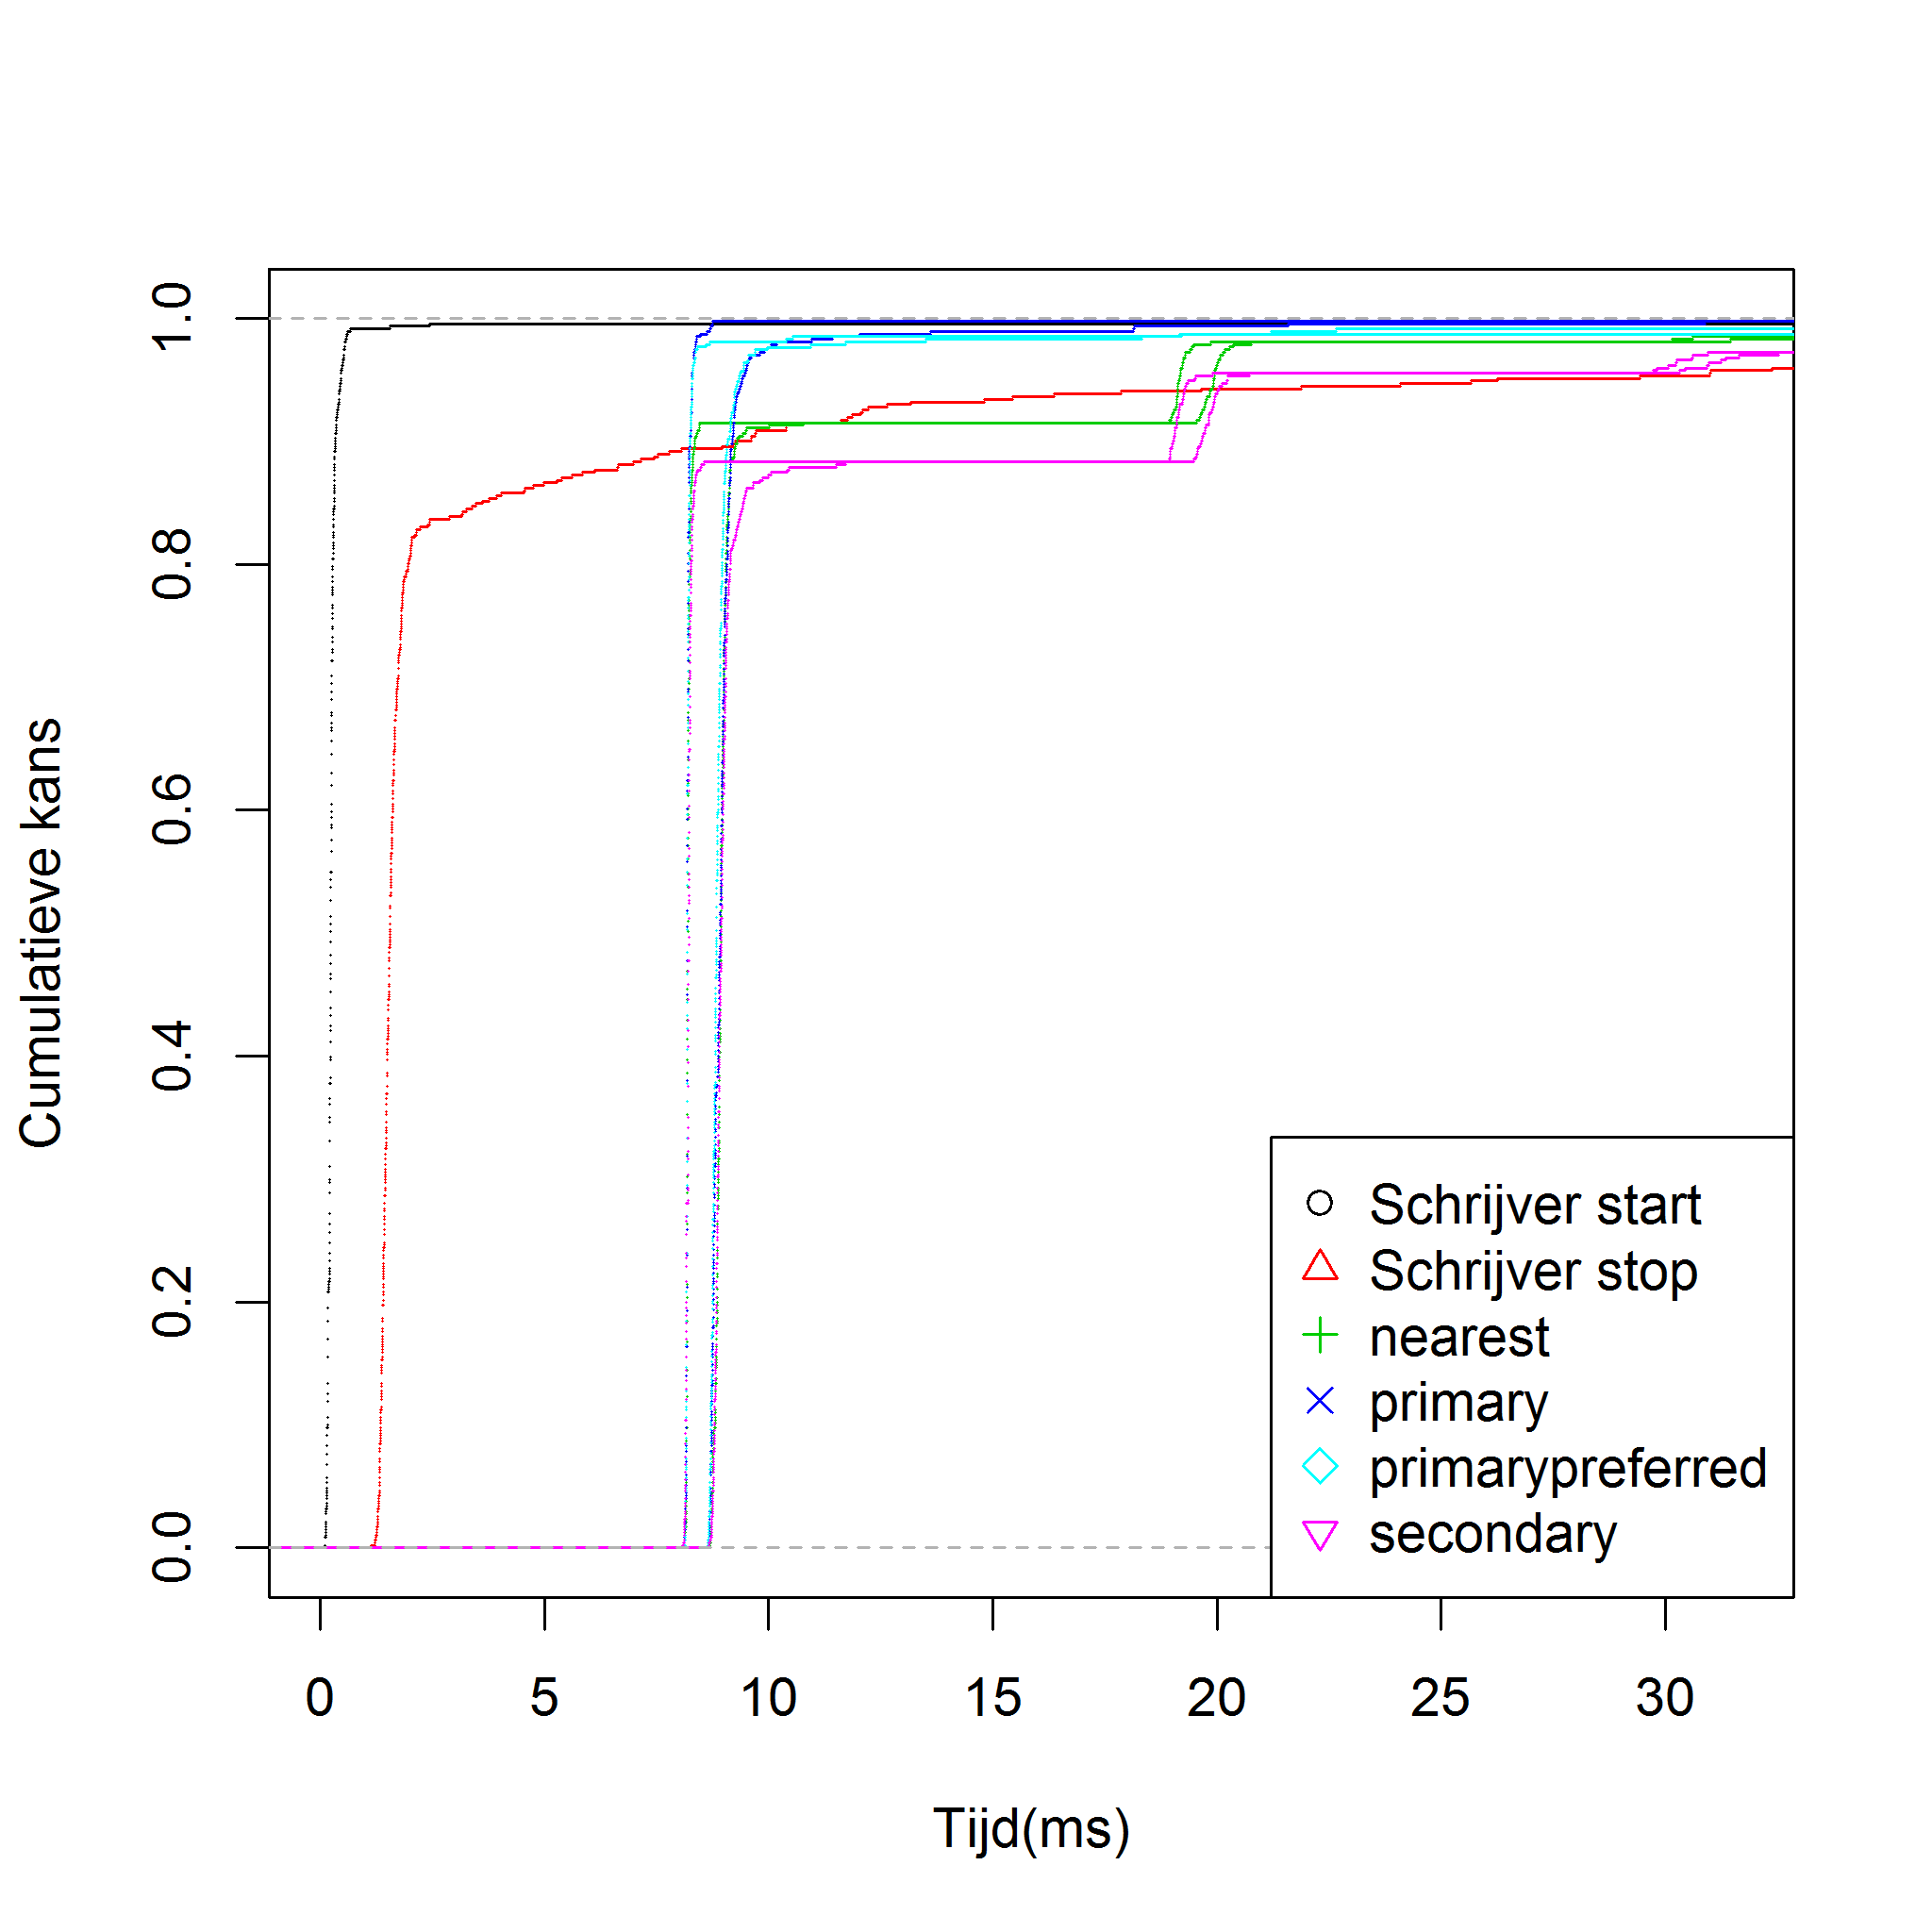 Cumulatieve kans
1.0
0.8
0.6
0.4
0.2
0.0
Schrijver start
Schrijver stop
nearest
primary
primarypreferred
secondary
0 5 10 15 20 25 30
Tijd(ms)